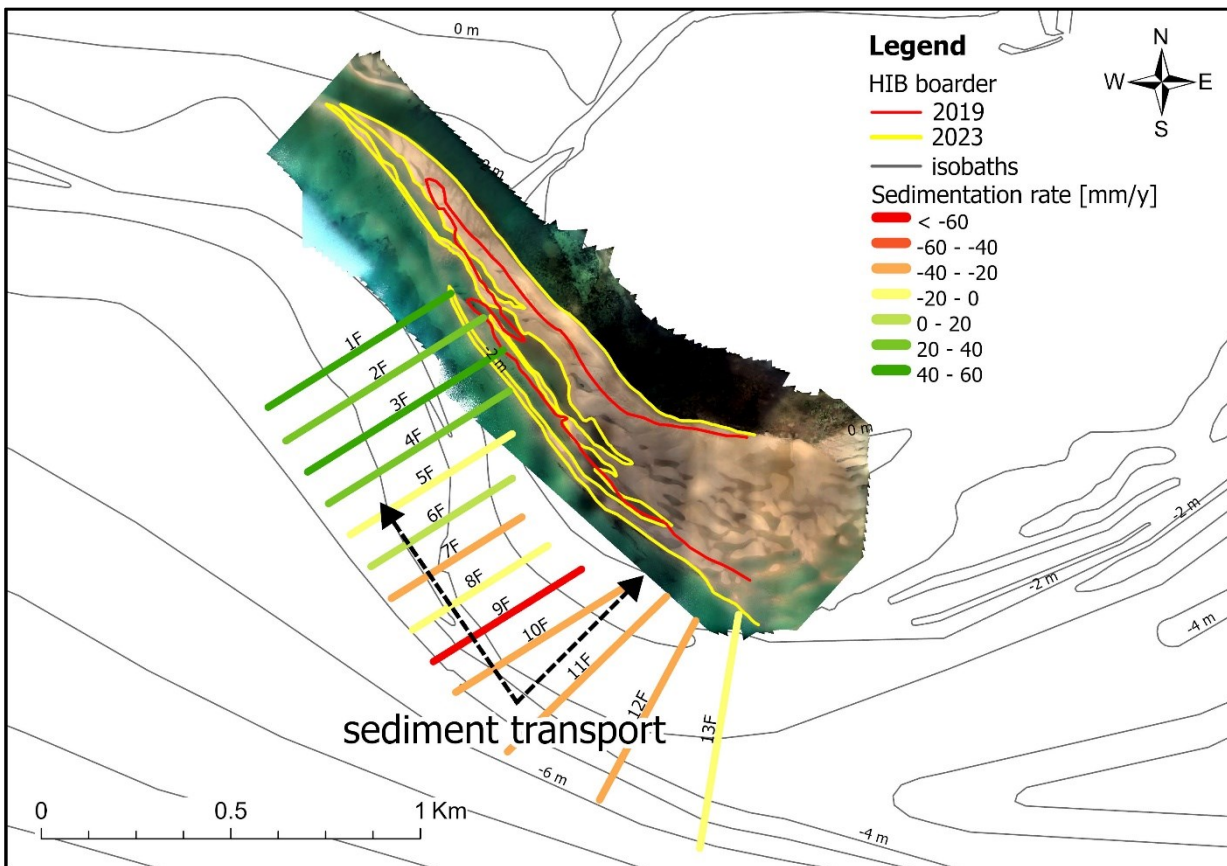 0 m
Legend
HIB boarder
2019
2023
isobaths
Sedimentation rate [mm/y]
< -60
-60 - -40
-40 - -20
-20 - 0
0 - 20
20 - 40
40 - 60
N
W E
S
0 m
-2 m
0 m
1F
2F
3F
4F
5F
6F
7F
8F
9F
10F
11F
12F
13F
-2 m
-2 m
-4 m
sediment transport
-6 m
-4 m
0 0.5 1 Km